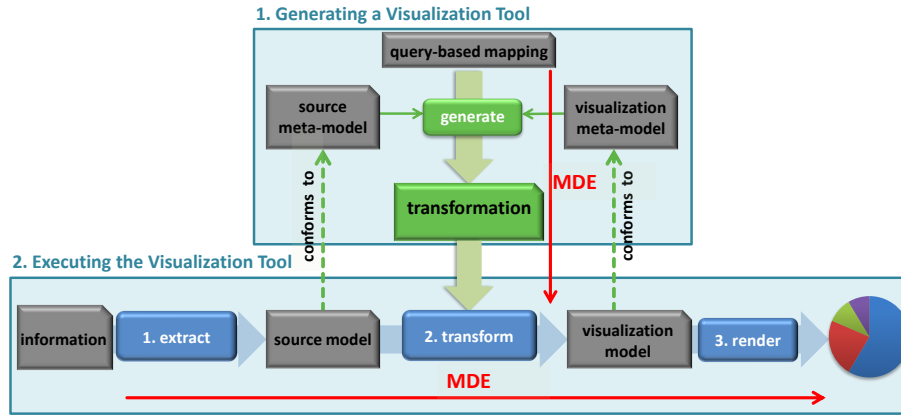 1. Generating a Visualization Tool
query-based mapping
source
meta-model
generate
visualization
meta-model
MDE
conforms to
transformation
conforms to
2. Executing the Visualization Tool
information
1. extract
source model
2. transform
visualization
model
3. render
MDE